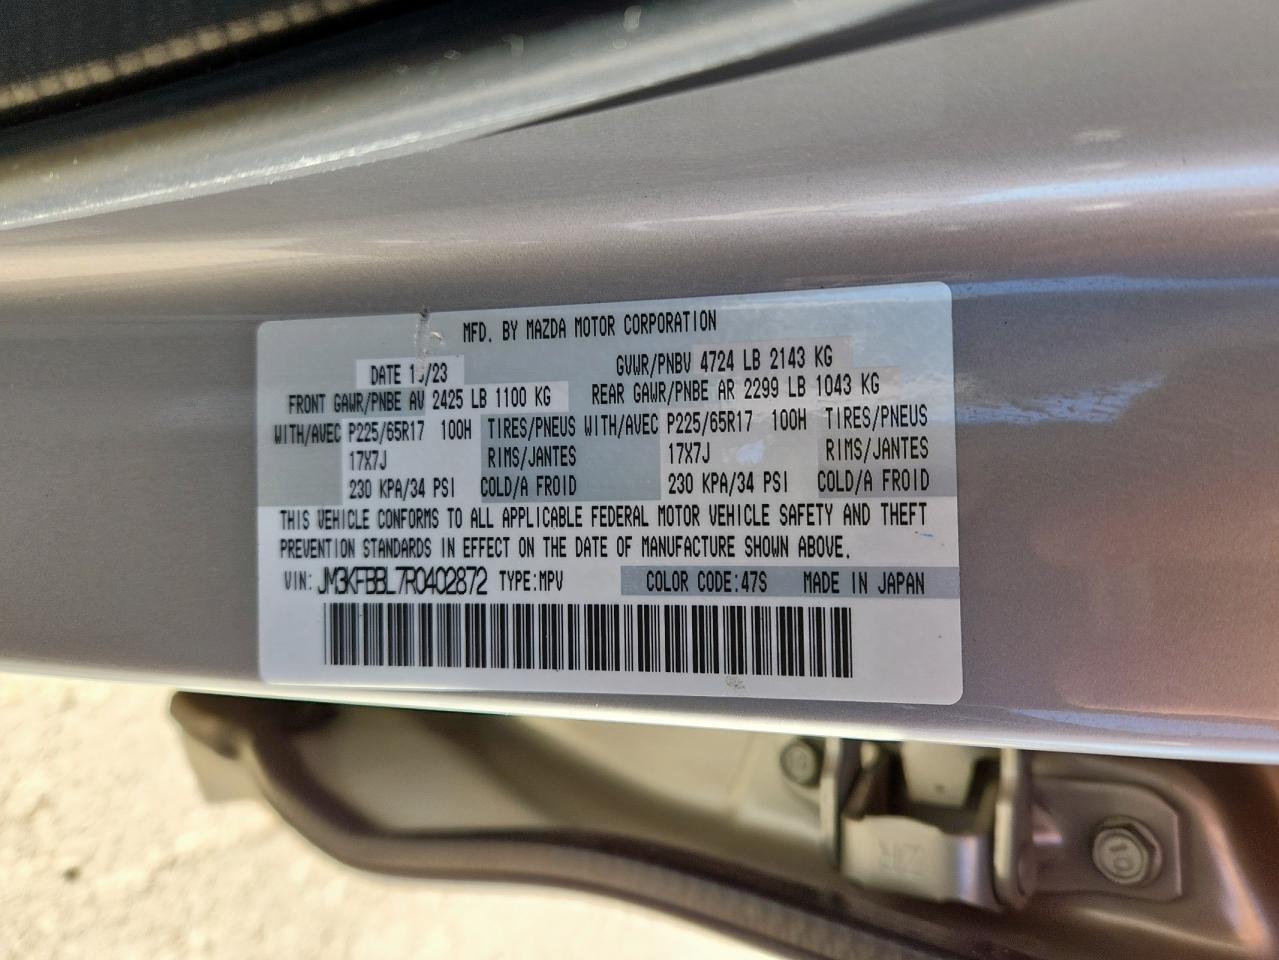 MFD. BY MAZDA MOTOR CORPORATION
DATE GVWR/PNBV 4724 LB 2143 KG
FRONT GAWR/PNBE AV 2425 LB 1100 KG REAR GAWR/PNBE AR 2299 LB 1043 KG
WITH/AVEC P225/65R17 100H TIRES/PNEUS WITH/AVEC P225/65R17 100H TIRES/PNEUS
17X7J RIMS/JANTES 17X7J RIMS/JANTES
230 KPA/34 PSI COLD/A FROID 230 KPA/34 PSI COLD/A FROID
THIS VEHICLE CONFORMS TO ALL APPLICABLE FEDERAL MOTOR VEHICLE SAFETY AND THEFT
PREVENTION STANDARDS IN EFFECT ON THE DATE OF MANUFACTURE SHOWN ABOVE.
VIN: JM3KFBBL7R0402872 TYPE:MPV COLOR CODE:47S MADE IN JAPAN
ZR
10